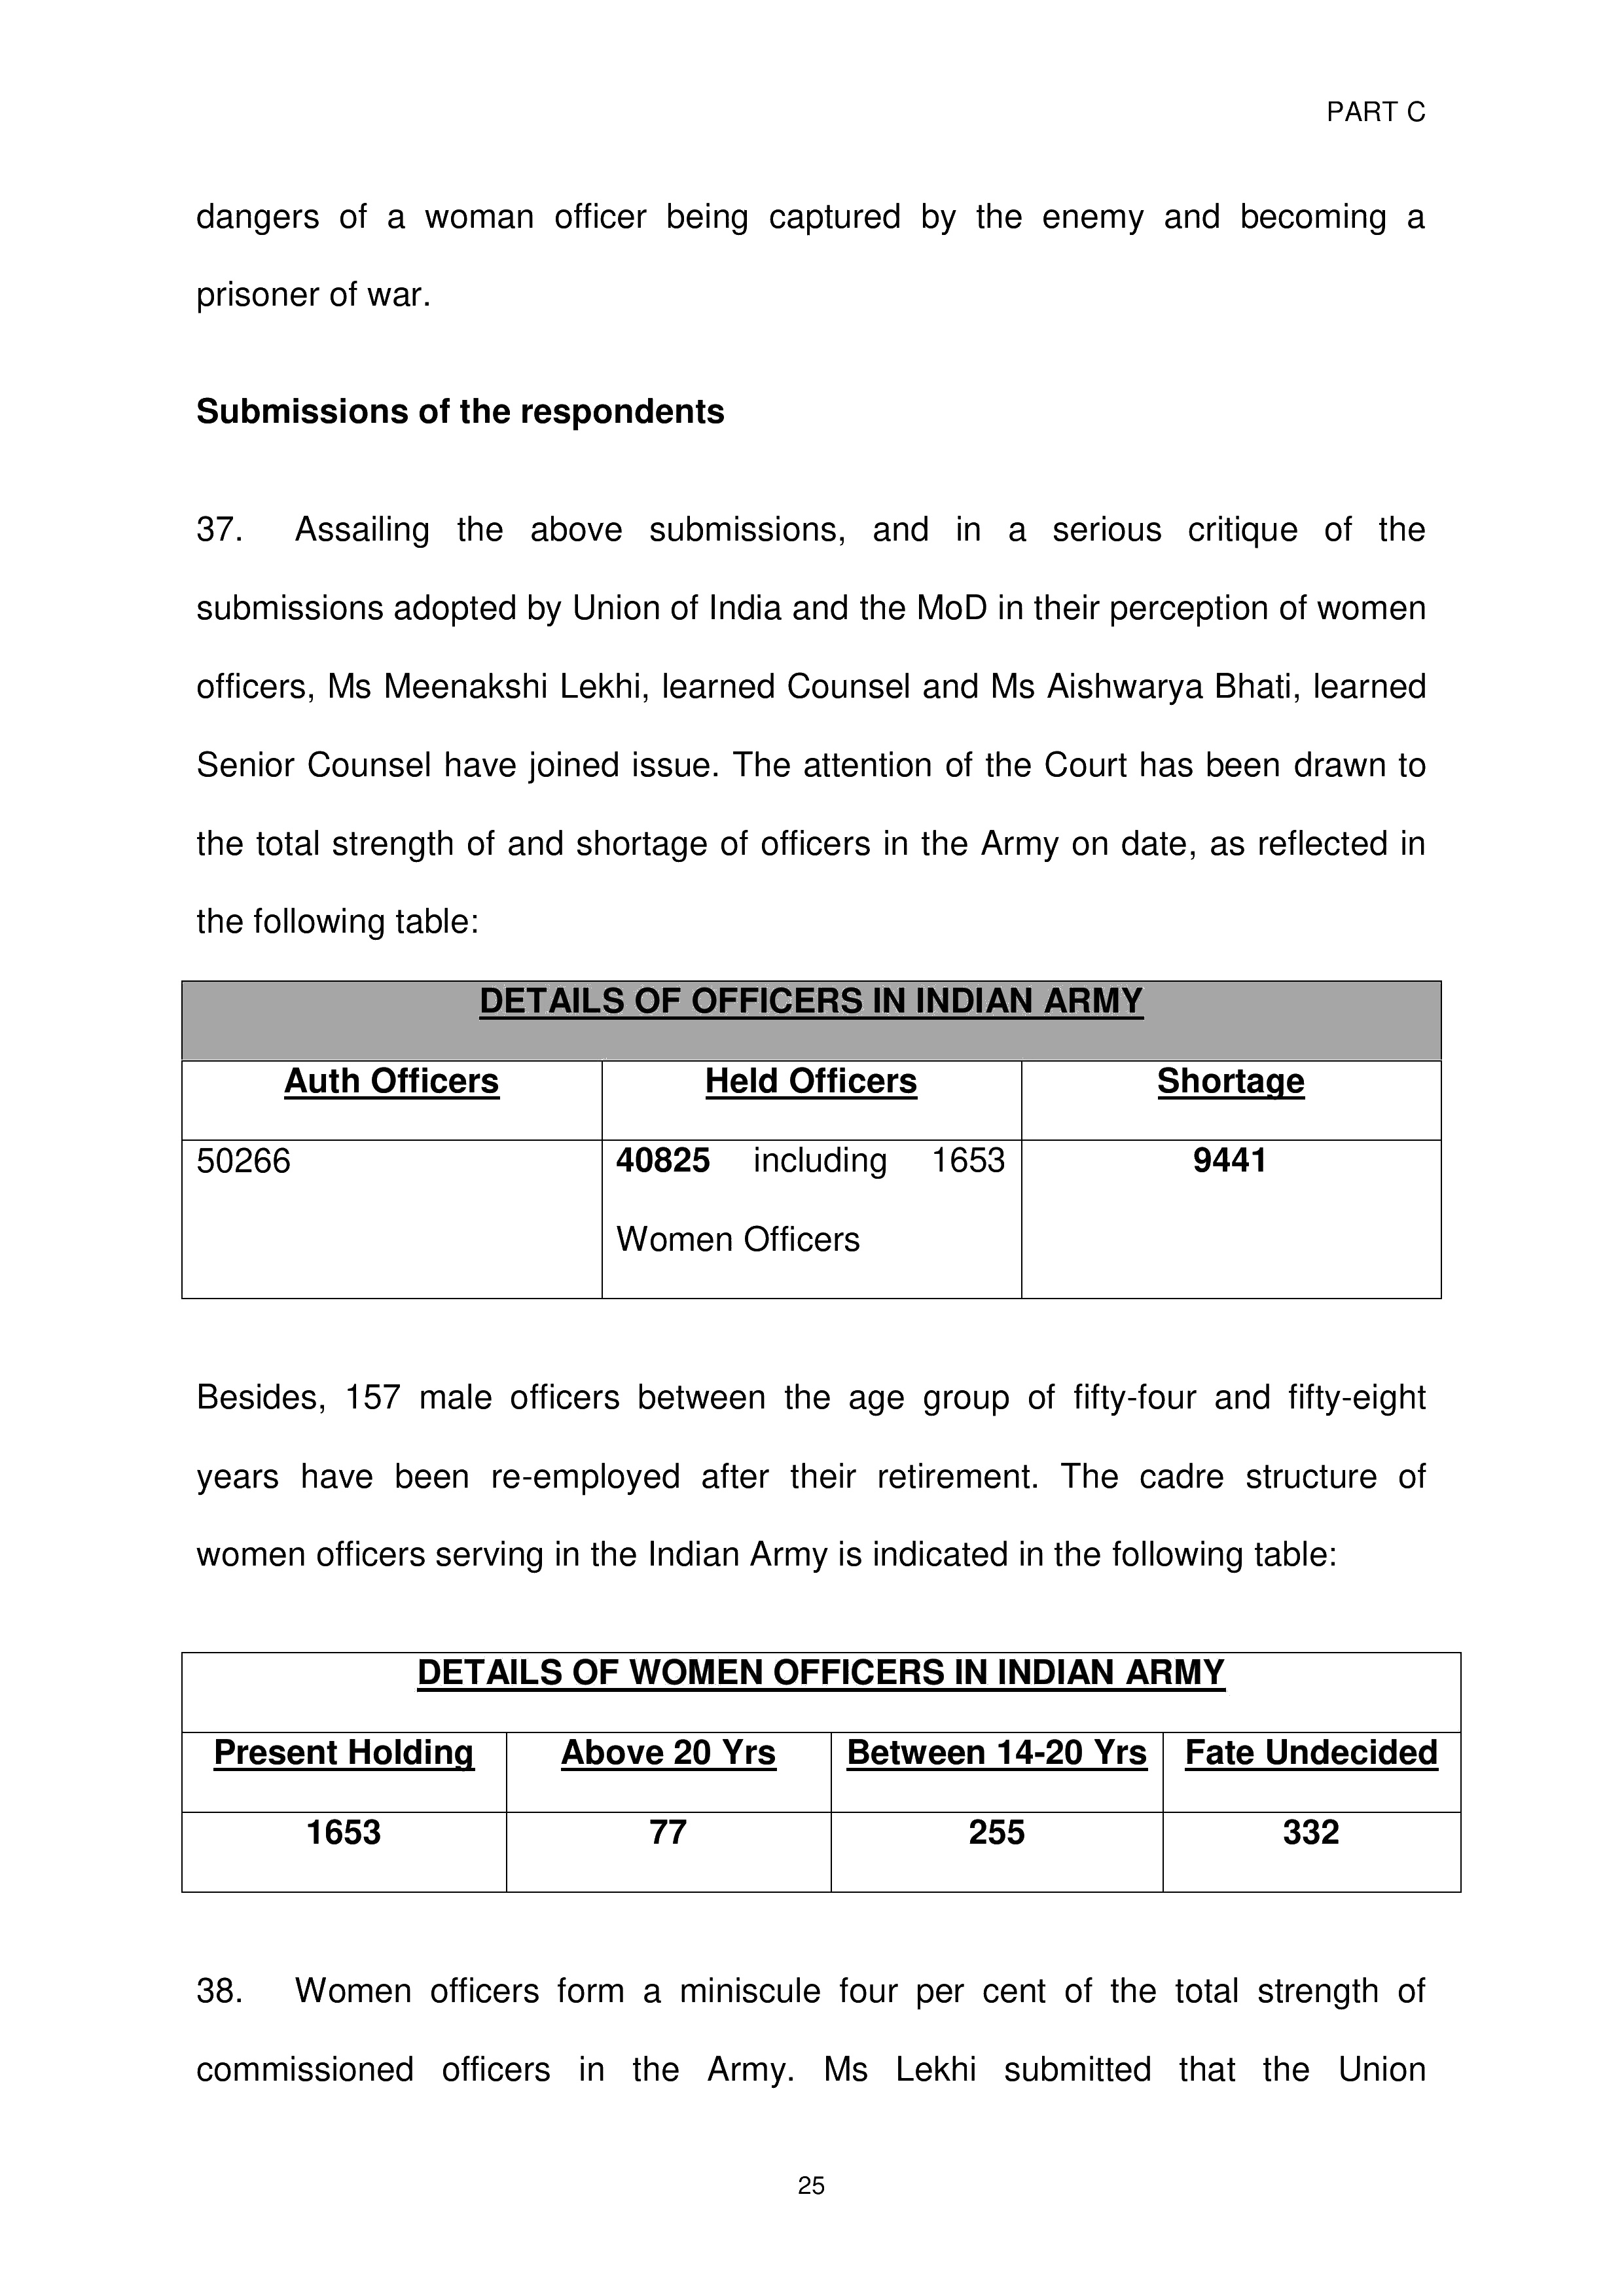 PART C
dangers of a woman officer being captured by the enemy and becoming a
prisoner of war.
Submissions of the respondents
37. Assailing the above submissions, and in a serious critique of the
submissions adopted by Union of India and the MoD in their perception of women
officers, Ms Meenakshi Lekhi, learned Counsel and Ms Aishwarya Bhati, learned
Senior Counsel have joined issue. The attention of the Court has been drawn to
the total strength of and shortage of officers in the Army on date, as reflected in
the following table:
DETAILS OF OFFICERS IN INDIAN ARMY
Auth Officers Held Officers Shortage
50266 40825 including 1653 9441
Women Officers
Besides, 157 male officers between the age group of fifty-four and fifty-eight
years have been re-employed after their retirement. The cadre structure of
women officers serving in the Indian Army is indicated in the following table:
DETAILS OF WOMEN OFFICERS IN INDIAN ARMY
Present Holding Above 20 Yrs Between 14-20 Yrs Fate Undecided
1653 77 255 332
38. Women officers form a miniscule four per cent of the total strength of
commissioned officers in the Army. Ms Lekhi submitted that the Union
25